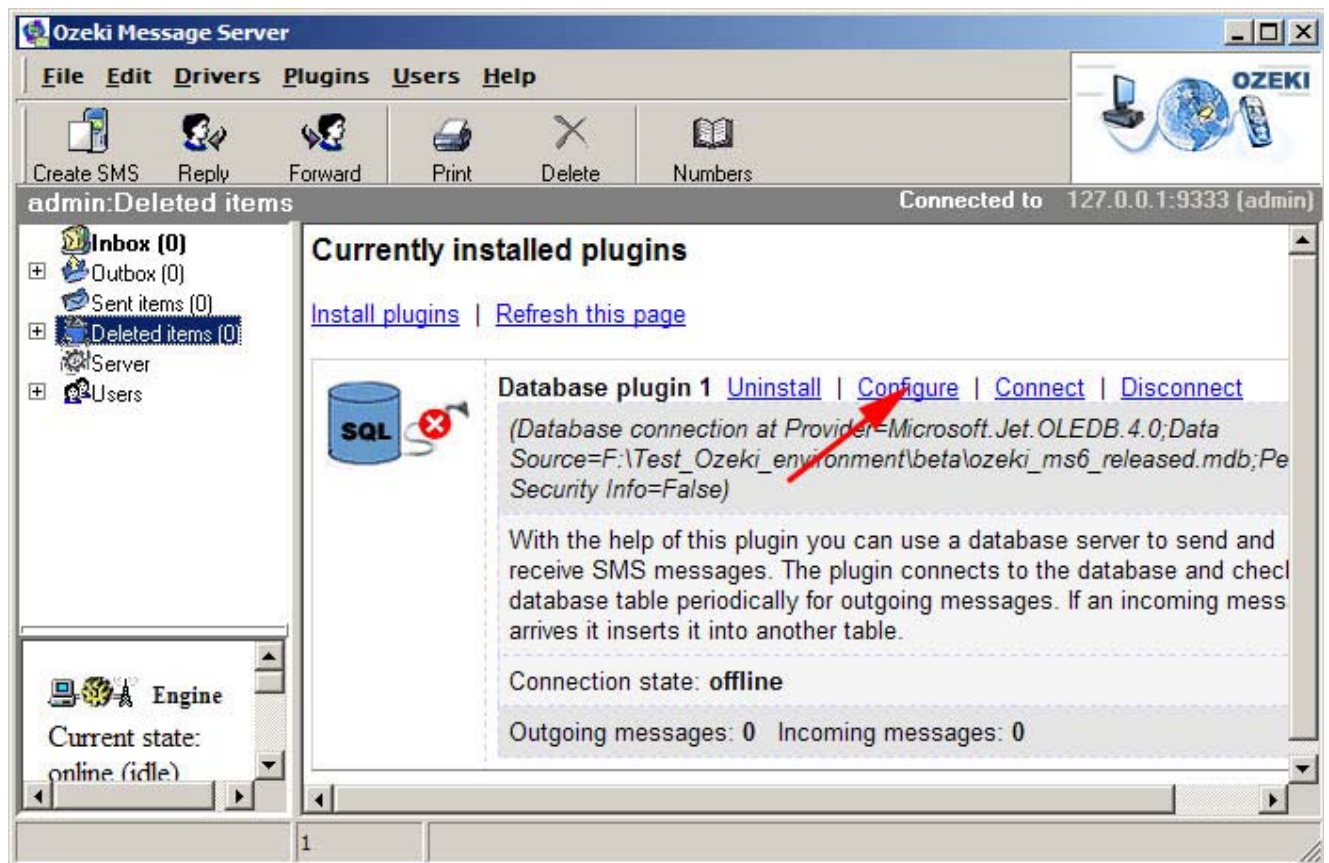 Ozeki Message Server
File Edit Drivers Plugins Users Help
OZEKI
Create SMS Reply Forward Print Delete Numbers
admin:Deleted items
Connected to 127.0.0.1:9333 (admin)
Inbox (0)
Outbox (0)
Sent items (0)
Deleted items (0)
Server
Users
Currently installed plugins
Install plugins | Refresh this page
SQL
Database plugin 1 Uninstall | Configure | Connect | Disconnect
(Database connection at Provider=Microsoft.Jet.OLEDB.4.0;Data
Source=F:\Test_Ozeki_environment\beta\ozeki_ms6_released.mdb;Pe
Security Info=False)
With the help of this plugin you can use a database server to send and
receive SMS messages. The plugin connects to the database and checl
database table periodically for outgoing messages. If an incoming mess
arrives it inserts it into another table.
Connection state: offline
Outgoing messages: 0 Incoming messages: 0
Engine
Current state:
online (idle)
1